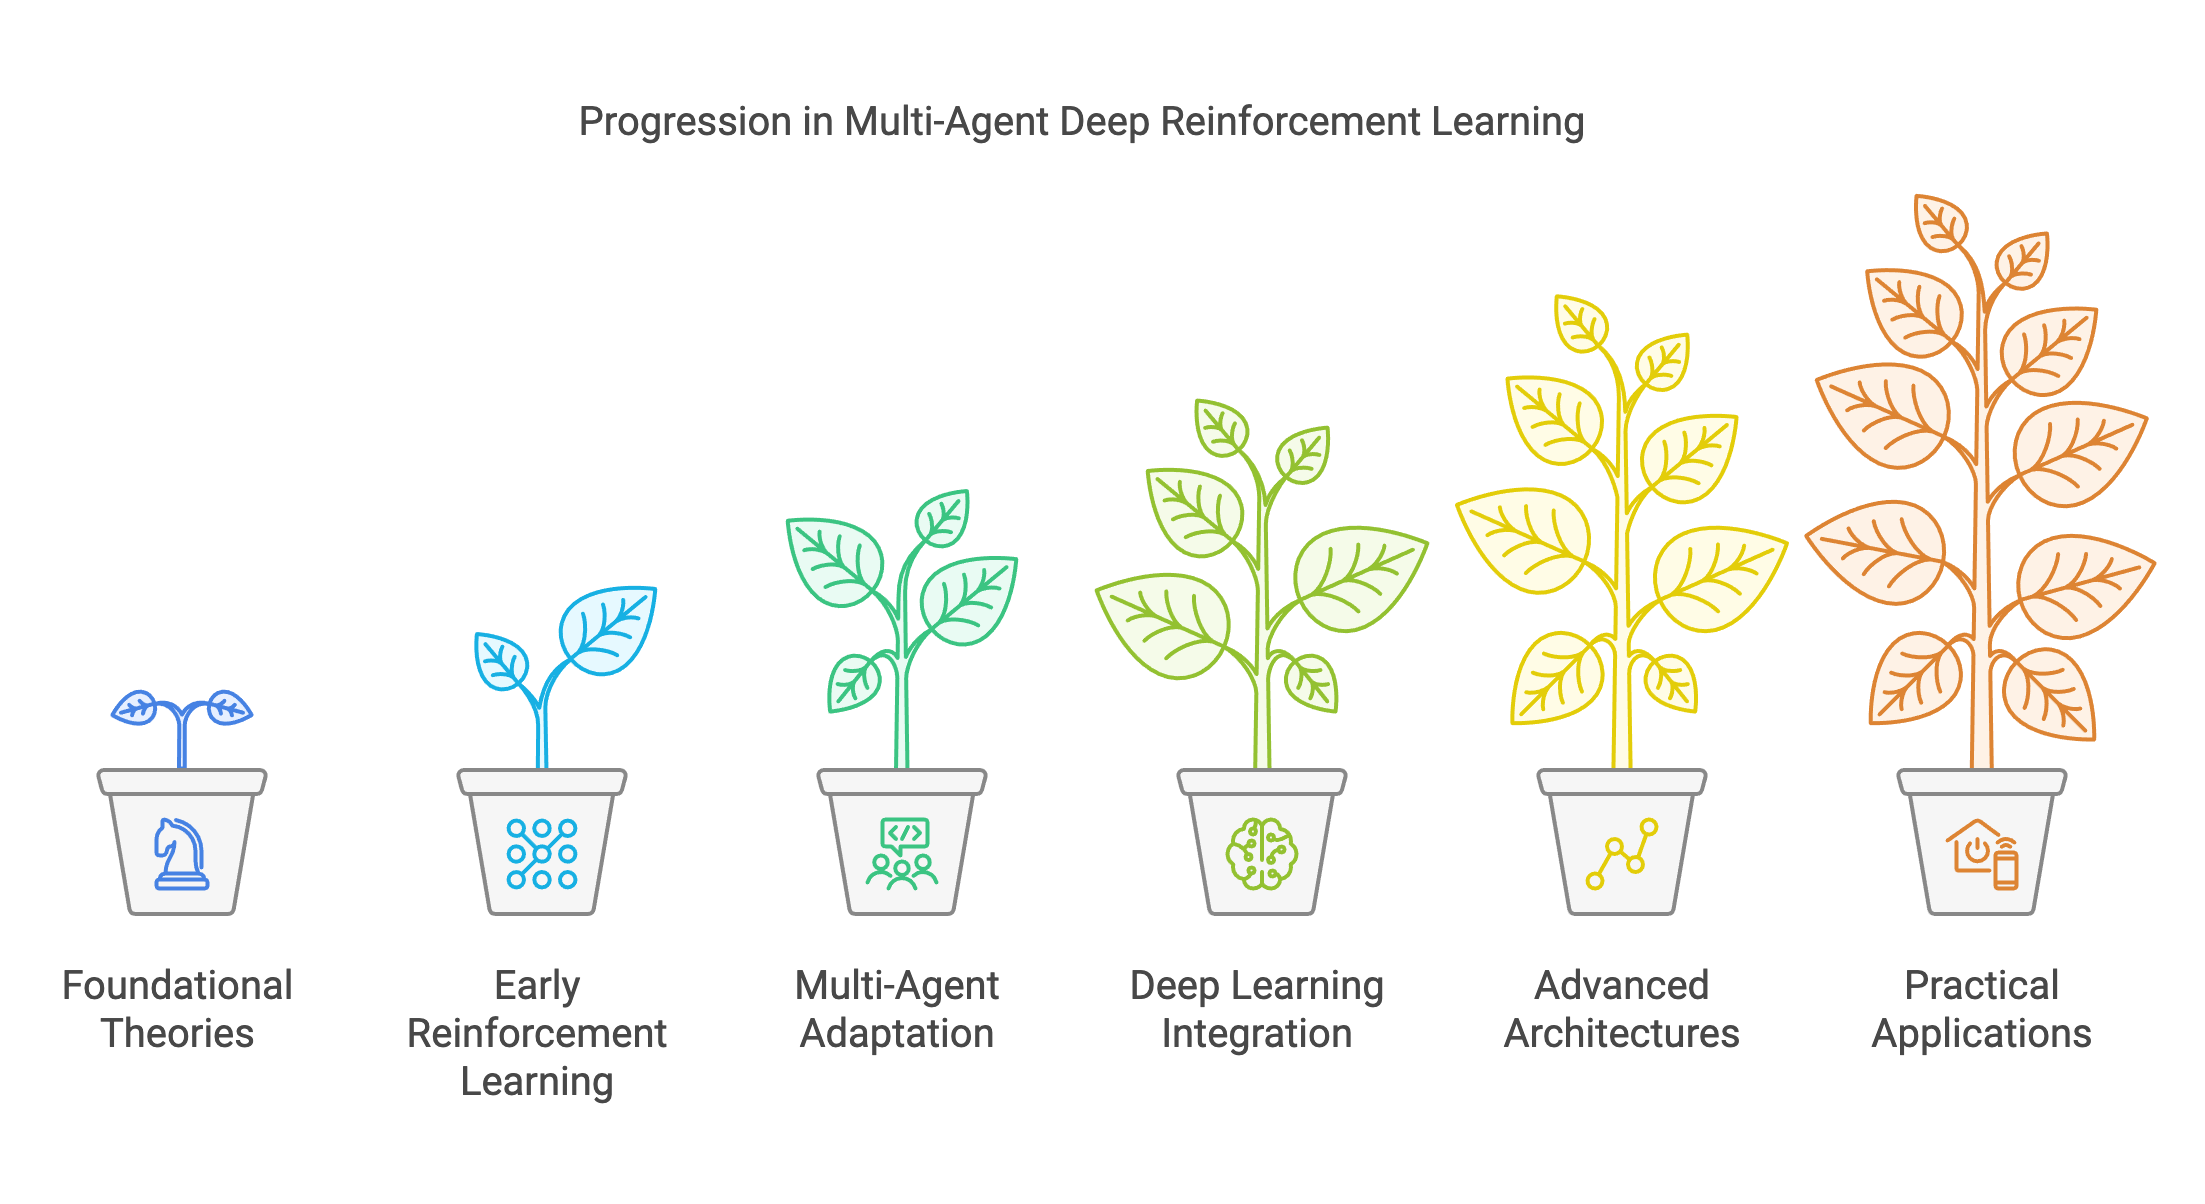 Progression in Multi-Agent Deep Reinforcement Learning
</>
Foundational
Theories
Early
Reinforcement
Learning
Multi-Agent
Adaptation
Deep Learning
Integration
Advanced
Architectures
Practical
Applications